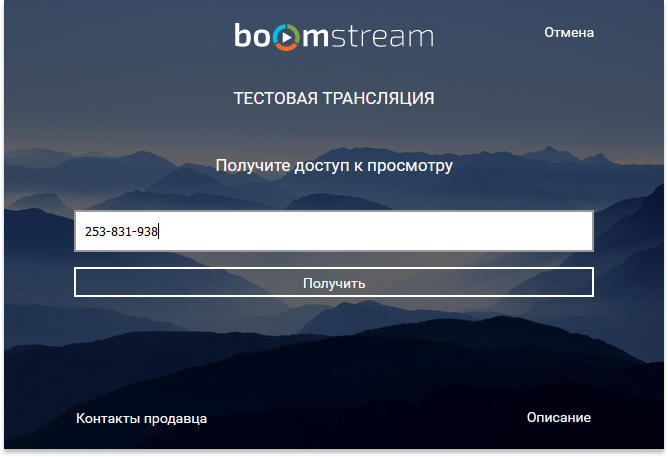 boomstream
Отмена
ТЕСТОВАЯ ТРАНСЛЯЦИЯ
Получите доступ к просмотру
253-831-938
Получить
Контакты продавца
Описание